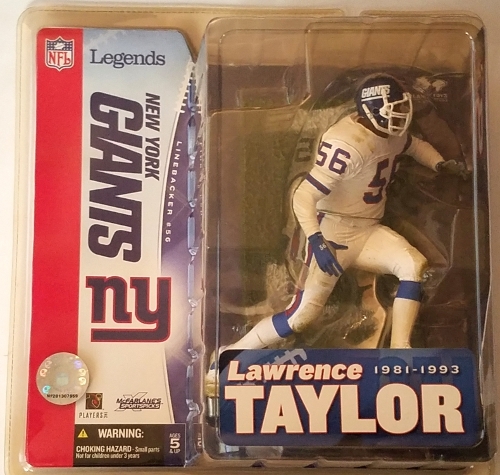 NFL
Legends
NEW YORK
GIANTS
LINEBACKER #56
ny
GIANTS
56
56
Lawrence 1981-1993
TAYLOR
PLAYERS
McFARLANE'S
SPORTSPICKS
WARNING:
CHOKING HAZARD - Small parts
Not for children under 3 years
AGES
5
& UP